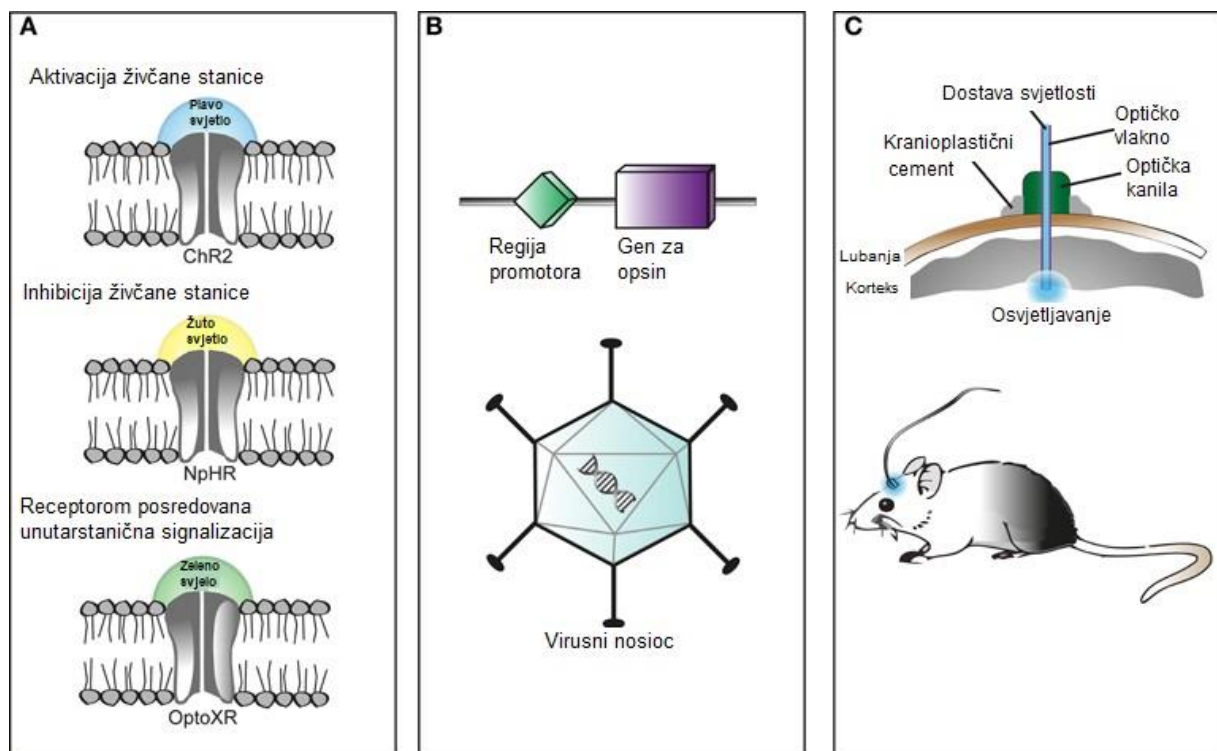 A
Aktivacija živčane stanice
Plavo
svjetlo
ChR2
Inhibicija živčane stanice
Žuto
svjetlo
NpHR
Receptorom posredovana
unutarstanična signalizacija
Zeleno
svjelo
OptoXR
B
Regija
promotora
Gen za
opsin
Virusni nosioc
C
Dostava svjetlosti
Optičko
vlakno
Kranioplastični
cement
Optička
kanila
Lubanja
Korteks
Osvjetljavanje